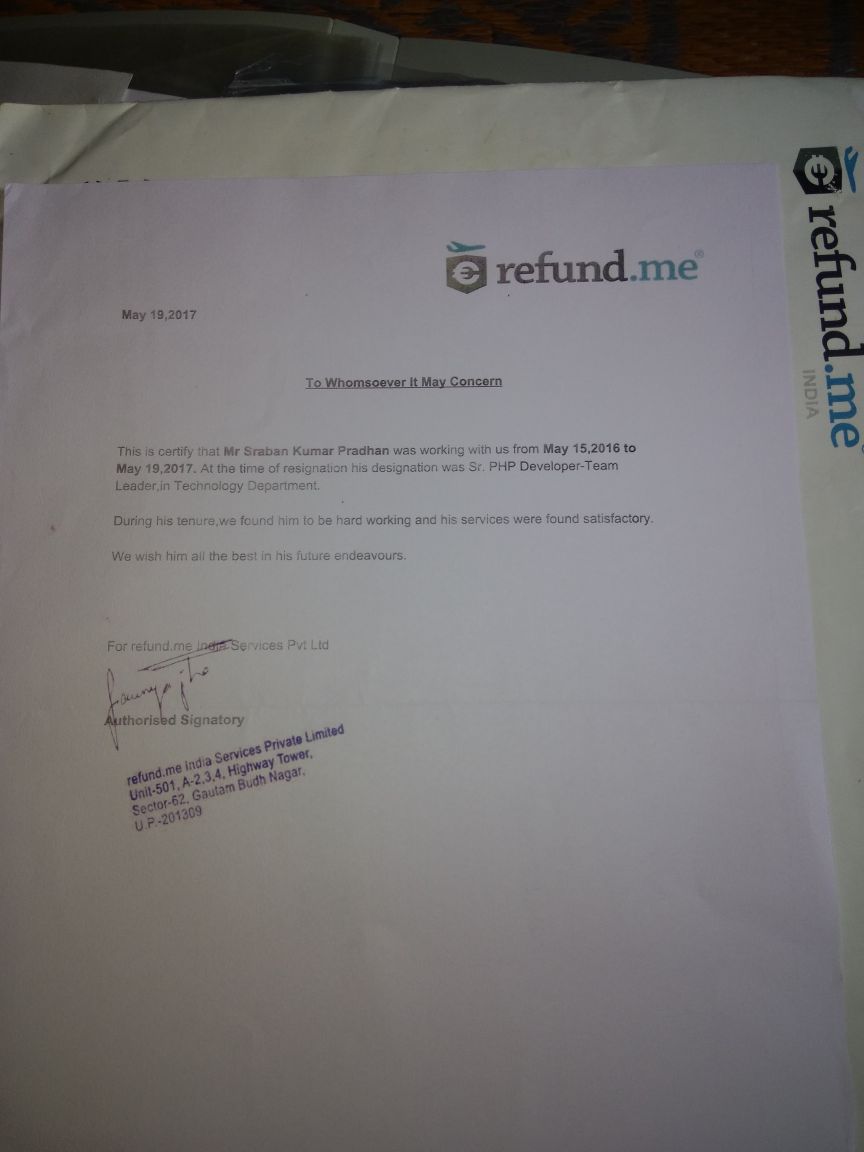 refund.me®
May 19,2017
To Whomsoever It May Concern
This is certify that Mr Sraban Kumar Pradhan was working with us from May 15,2016 to
May 19,2017. At the time of resignation his designation was Sr. PHP Developer-Team
Leader,in Technology Department.
During his tenure,we found him to be hard working and his services were found satisfactory.
We wish him all the best in his future endeavours.
For refund.me India Services Pvt Ltd
Authorised Signatory
refund.me India Services Private Limited
Unit-501, A-2,3,4, Highway Tower,
Sector-62, Gautam Budh Nagar,
U.P.-201309
refund.me
INDIA